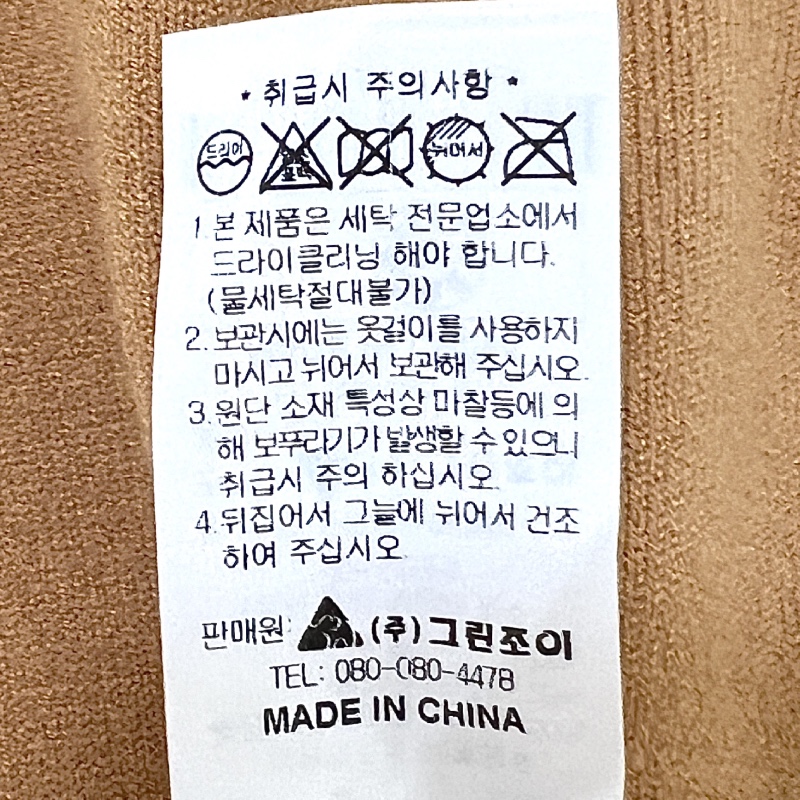 * 취급시 주의사항 *
드리이
염소 표백
뉘어서
1. 본 제품은 세탁 전문업소에서
드라이클리닝 해야 합니다.
(물세탁절대불가)
2. 보관시에는 옷걸이를 사용하지
마시고 뉘어서 보관해 주십시오.
3. 원단 소재 특성상 마찰등에 의
해 보푸라기가 발생할 수 있으니
취급시 주의 하십시오.
4. 뒤집어서 그늘에 뉘어서 건조
하여 주십시오.
판매원: (주)그린조이
TEL: 080-080-4478
MADE IN CHINA